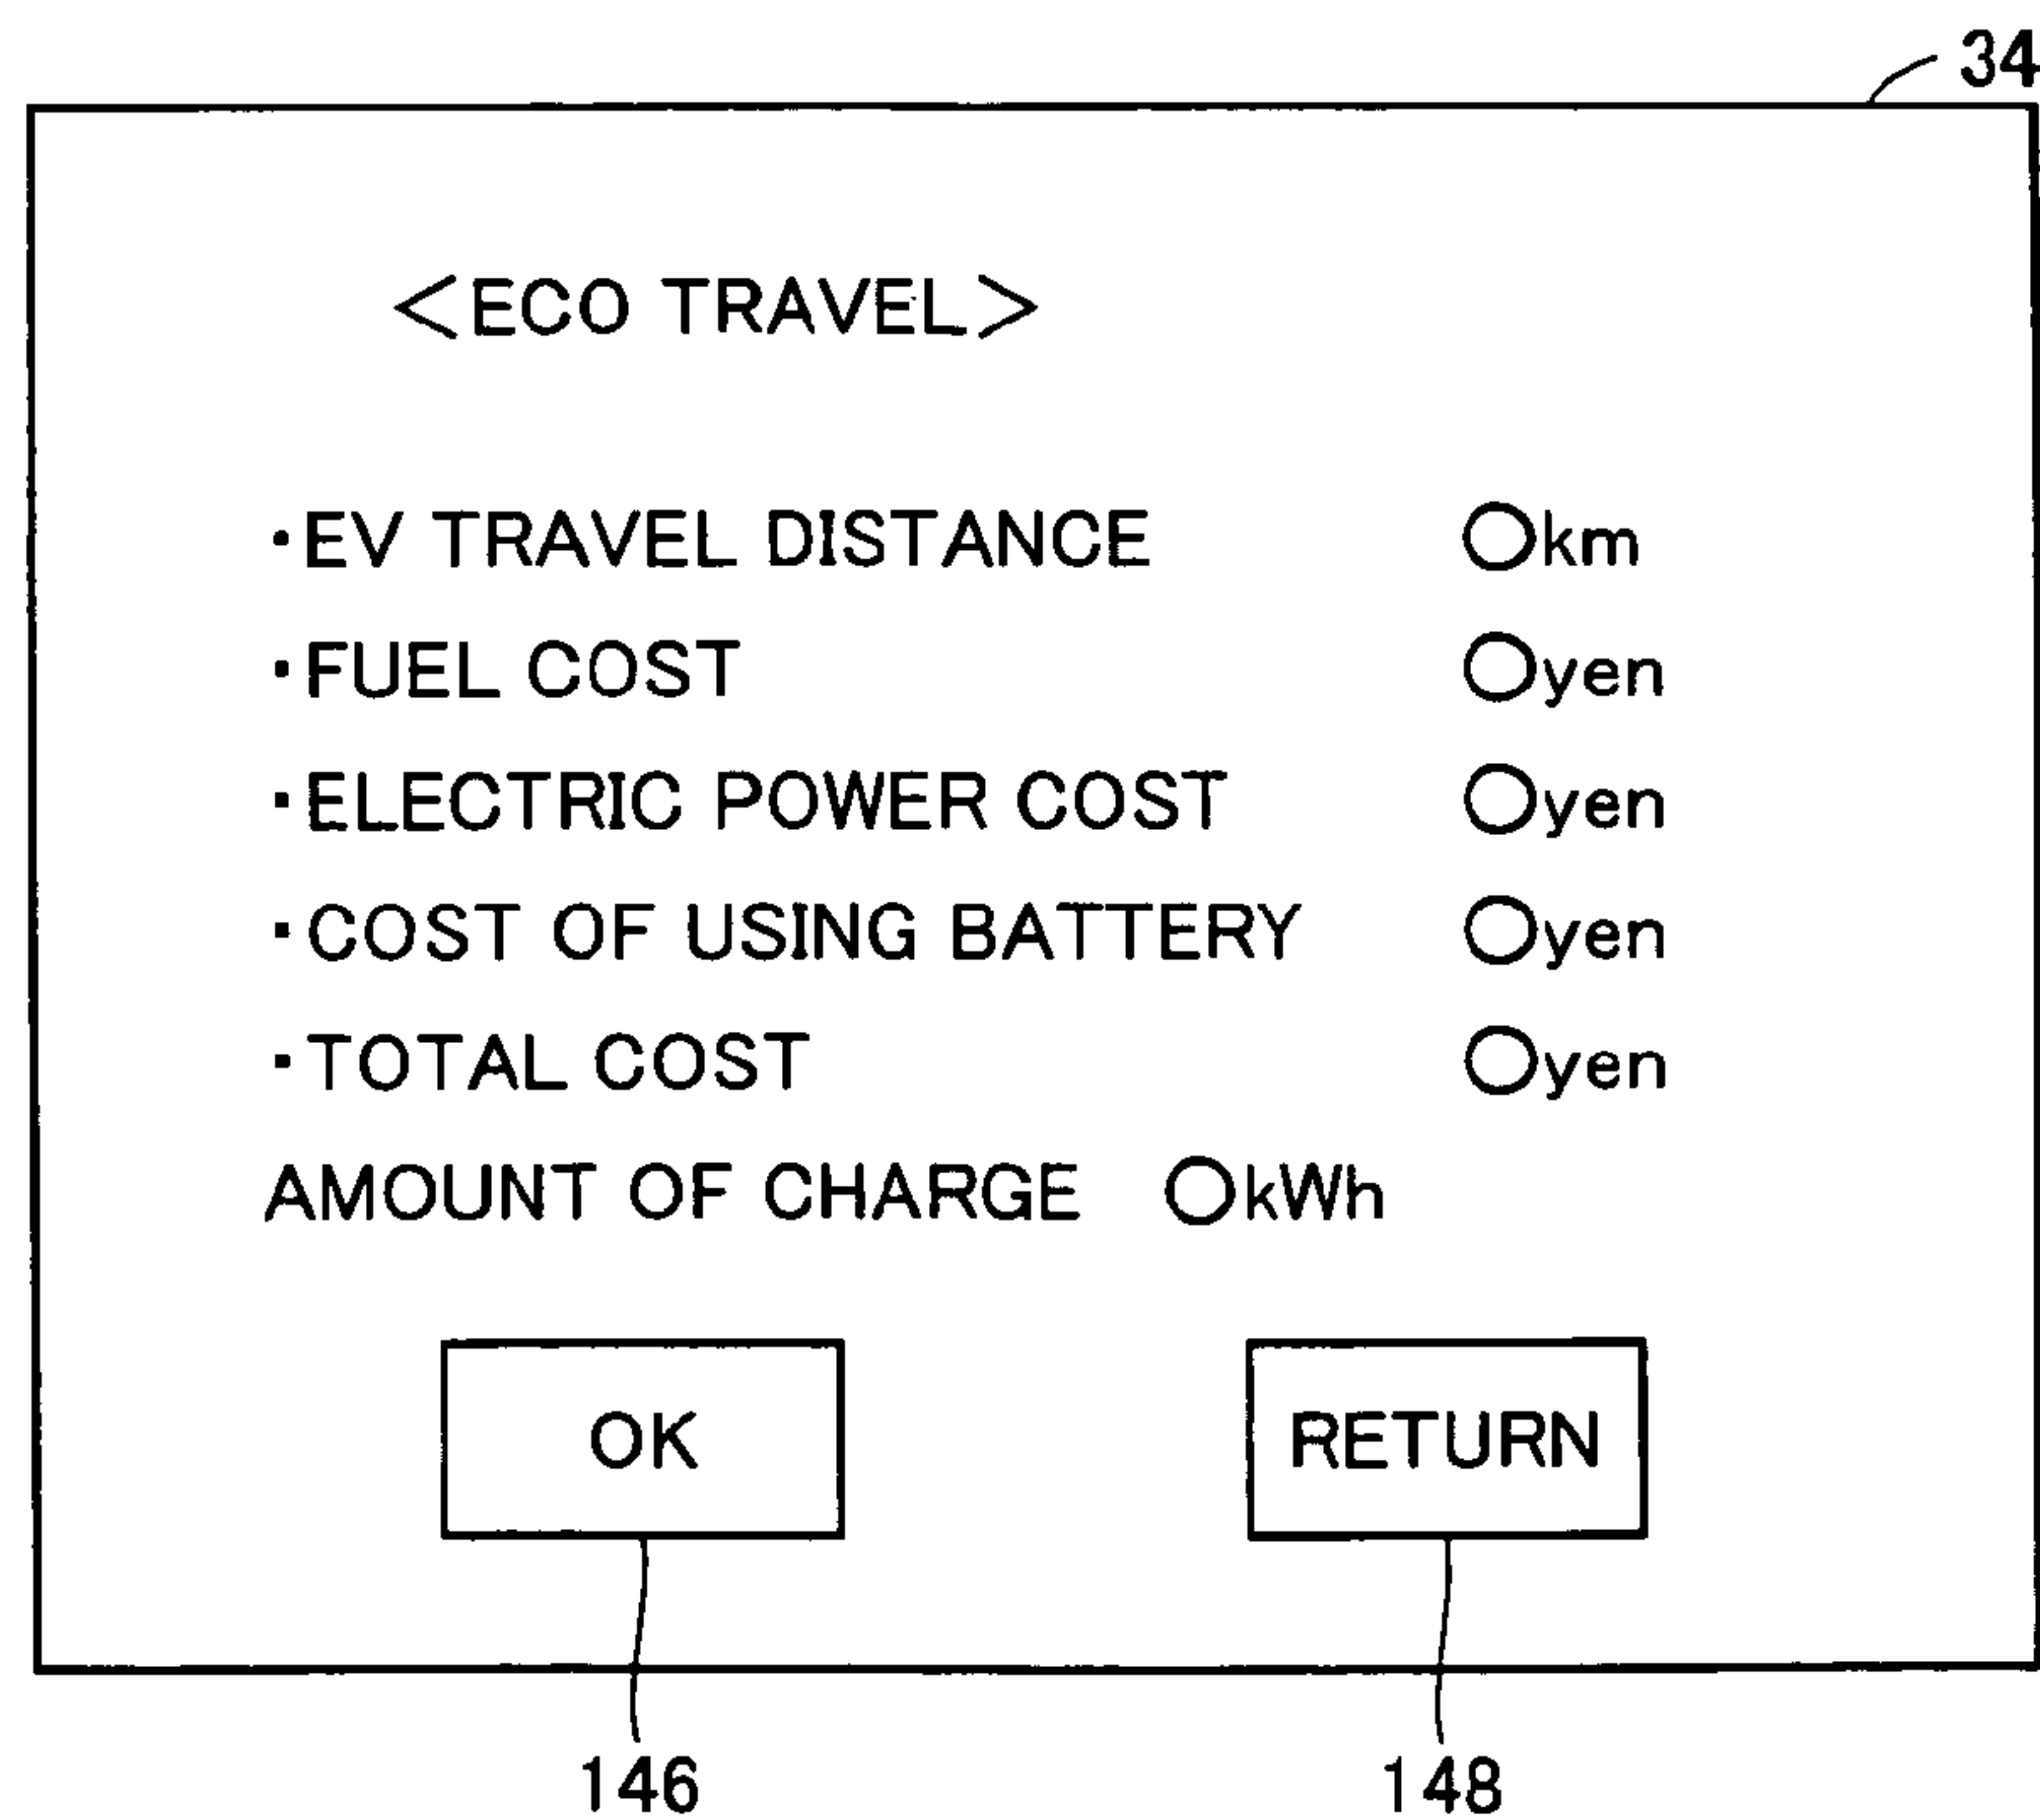 34
<ECO TRAVEL>
・EV TRAVEL DISTANCE ○km
・FUEL COST ○yen
・ELECTRIC POWER COST ○yen
・COST OF USING BATTERY ○yen
・TOTAL COST ○yen
AMOUNT OF CHARGE ○kWh
OK RETURN
146 148